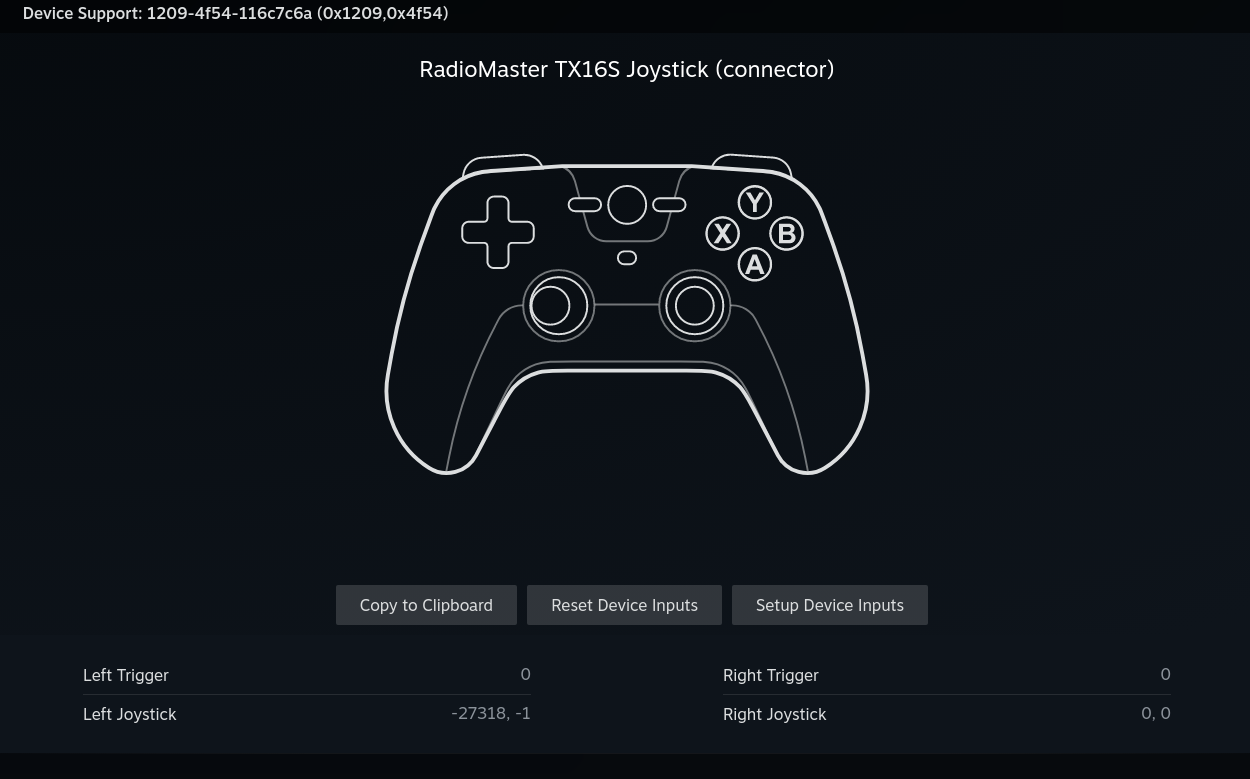 Device Support: 1209-4f54-116c7c6a (0x1209,0x4f54)
RadioMaster TX16S Joystick (connector)
Y
X B
A
Copy to Clipboard Reset Device Inputs Setup Device Inputs
Left Trigger 0 Right Trigger 0
Left Joystick -27318, -1 Right Joystick 0, 0